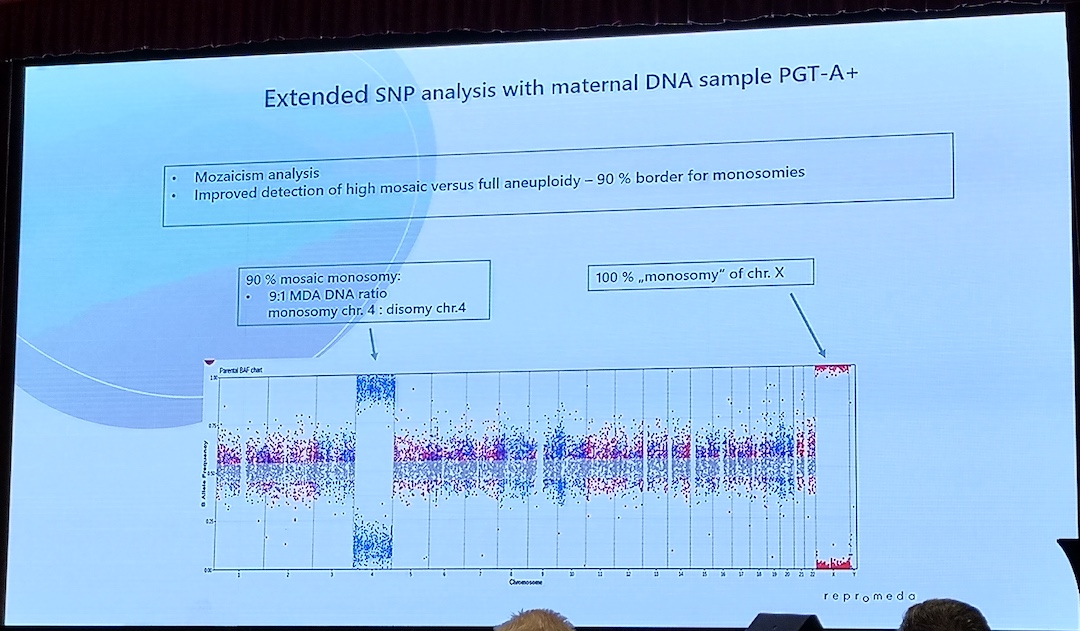 Extended SNP analysis with maternal DNA sample PGT-A+
• Mozaicism analysis
• Improved detection of high mosaic versus full aneuploidy – 90 % border for monosomies
90 % mosaic monosomy:
• 9:1 MDA DNA ratio
monosomy chr. 4 : disomy chr.4
100 % „monosomy“ of chr. X
Parental BAF chart
1.00
0.75
0.50
0.25
0.00
B Allele Frequency
1 2 3 4 5 6 7 8 9 10 11 12 13 14 15 16 17 18 19 20 21 22 X Y
Chromosome
repromeda